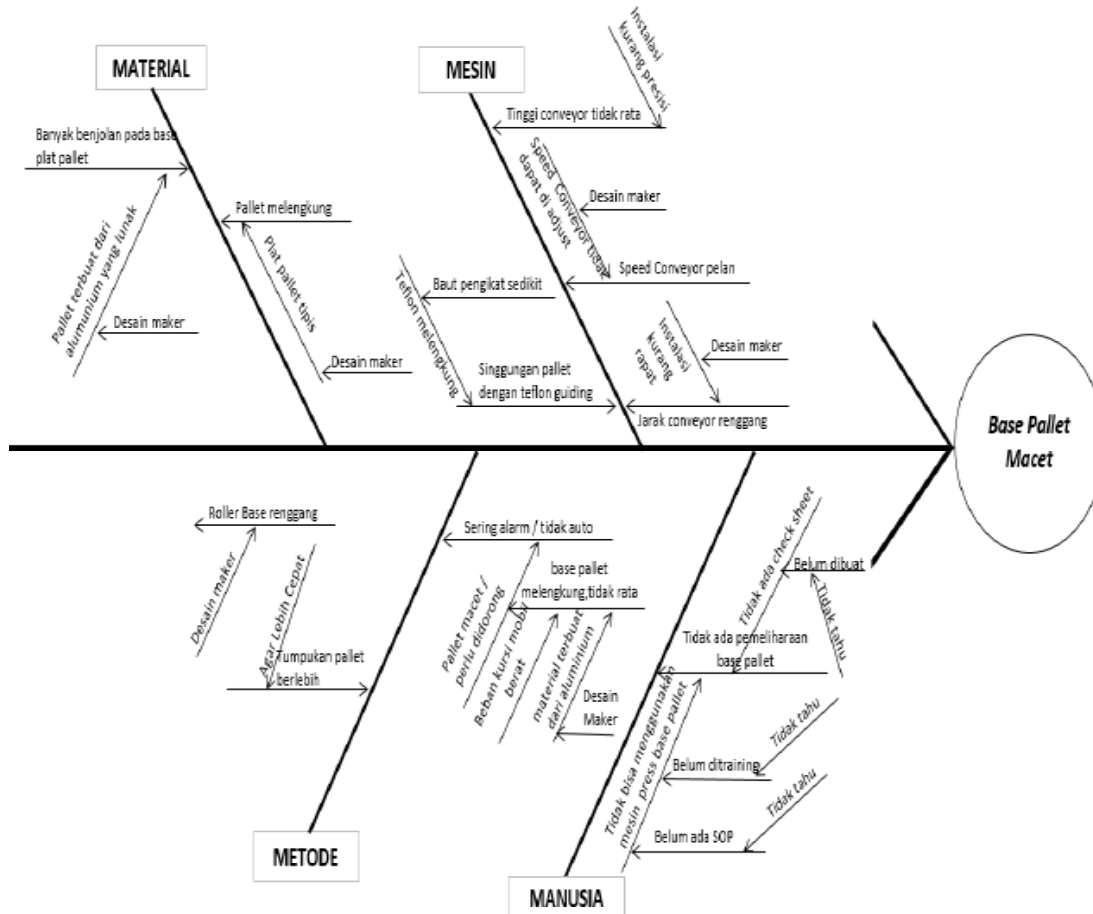 Instalasi
kurang presisi
MATERIAL
MESIN
Tinggi conveyor tidak rata
Banyak benjolan pada base
plat pallet
Speed Conveyor tidak
dapat di adjust
Desain maker
Pallet melengkung
Speed Conveyor pelan
Pallet terbuat dari
alumunium yang lunak
Plat pallet tipis
Teflon melengkung
Baut pengikat sedikit
Desain maker
Instalasi
kurang
rapat
Desain maker
Desain maker
Singgungan pallet
dengan teflon guiding
Jarak conveyor renggang
Base Pallet
Macet
Roller Base renggang
Sering alarm / tidak auto
Desain maker
Agar Lebih Cepat
Tumpukan pallet
berlebih
Pallet macet /
perlu didorong
base pallet
melengkung,tidak rata
Beban kursi mobil
berat
material terbuat
dari aluminium
Desain
Maker
Tidak ada check sheet
Belum dibuat
Tidak tahu
Tidak ada pemeliharaan
base pallet
Tidak bisa menggunakan
mesin press base pallet
Belum ditraining
Tidak tahu
Belum ada SOP
Tidak tahu
METODE
MANUSIA